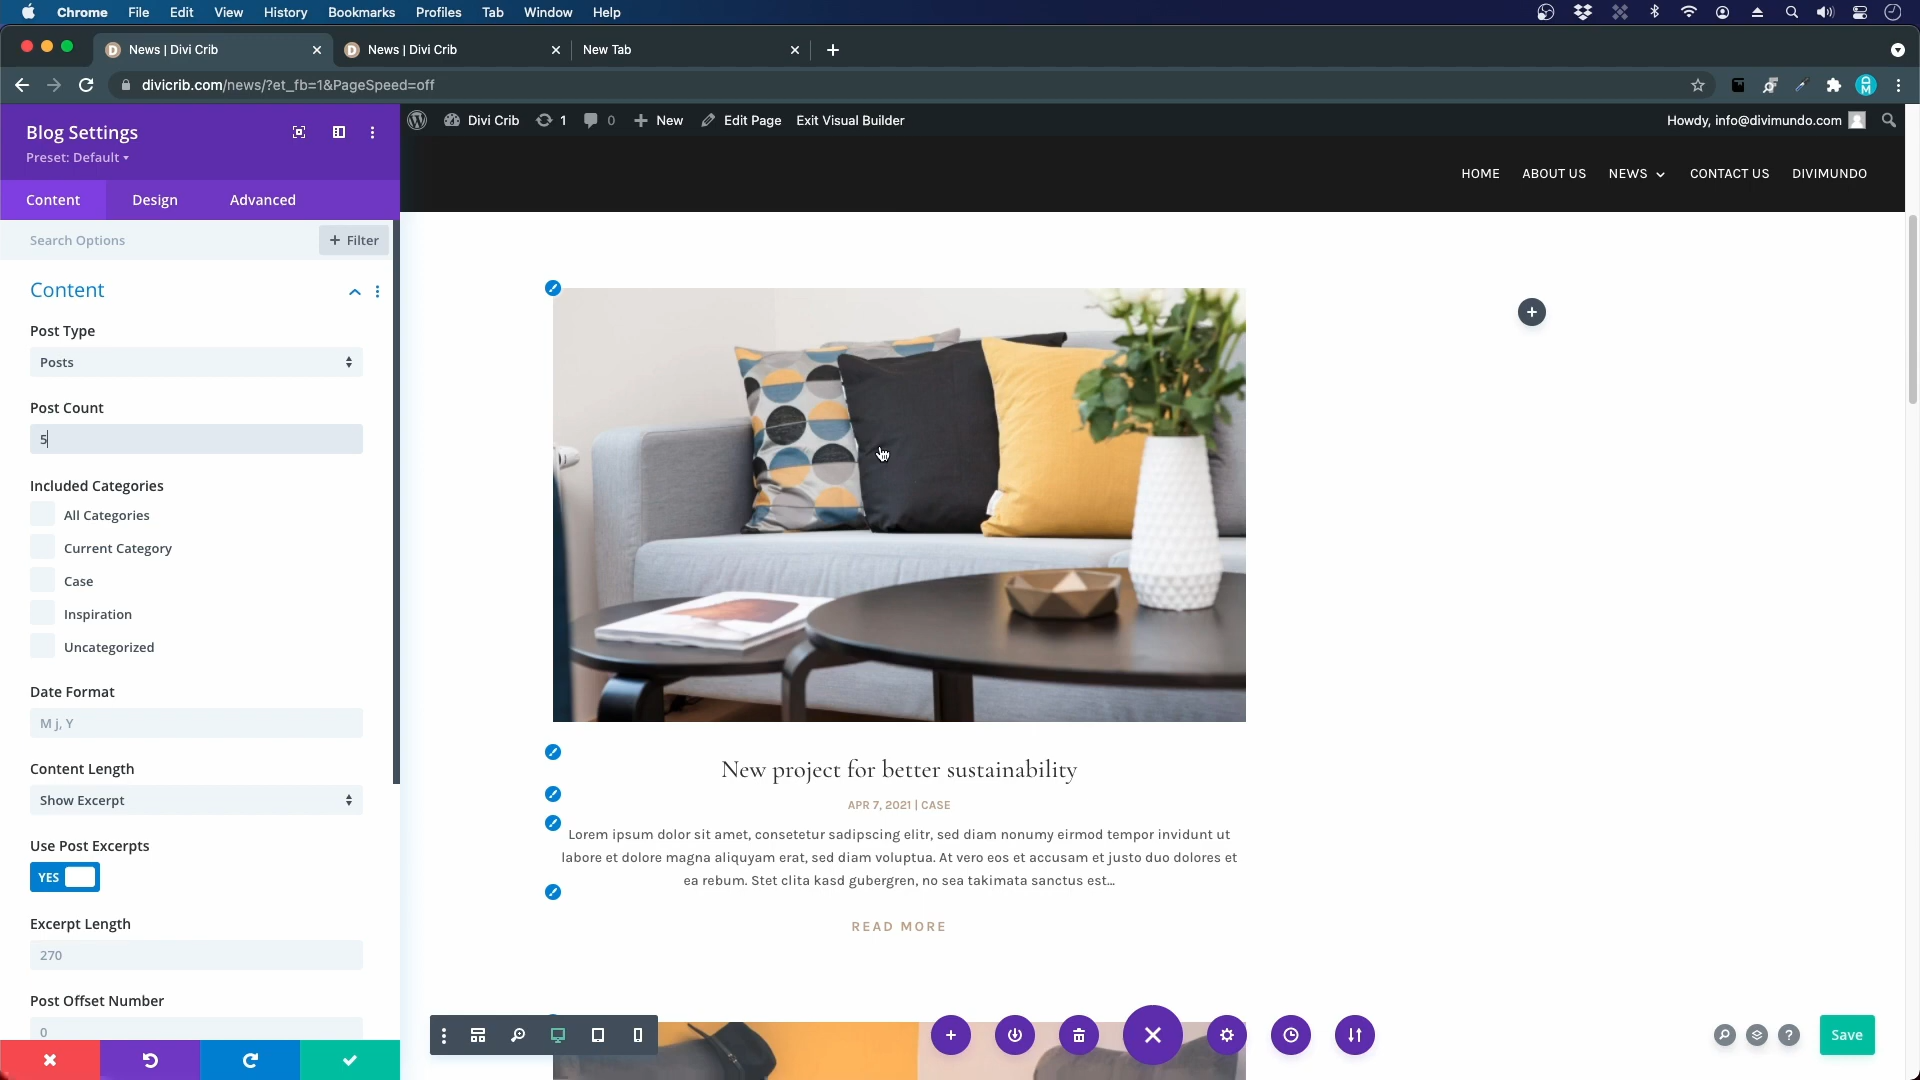 Chrome File Edit View History Bookmarks Profiles Tab Window Help
News | Divi Crib
News | Divi Crib
New Tab
divicrib.com/news/?et_fb=1&PageSpeed=off
DM
Blog Settings
Preset: Default
Divi Crib 1 0 New Edit Page Exit Visual Builder
Howdy, info@divimundo.com
HOME ABOUT US NEWS CONTACT US DIVIMUNDO
Content Design Advanced
Search Options
+ Filter
Content
Post Type
Posts
Post Count
5
Included Categories
All Categories
Current Category
Case
Inspiration
Uncategorized
Date Format
M j, Y
Content Length
Show Excerpt
Use Post Excerpts
YES
Excerpt Length
270
Post Offset Number
0
New project for better sustainability
APR 7, 2021 | CASE
Lorem ipsum dolor sit amet, consetetur sadipscing elitr, sed diam nonumy eirmod tempor invidunt ut
labore et dolore magna aliquyam erat, sed diam voluptua. At vero eos et accusam et justo duo dolores et
ea rebum. Stet clita kasd gubergren, no sea takimata sanctus est...
READ MORE
?
Save